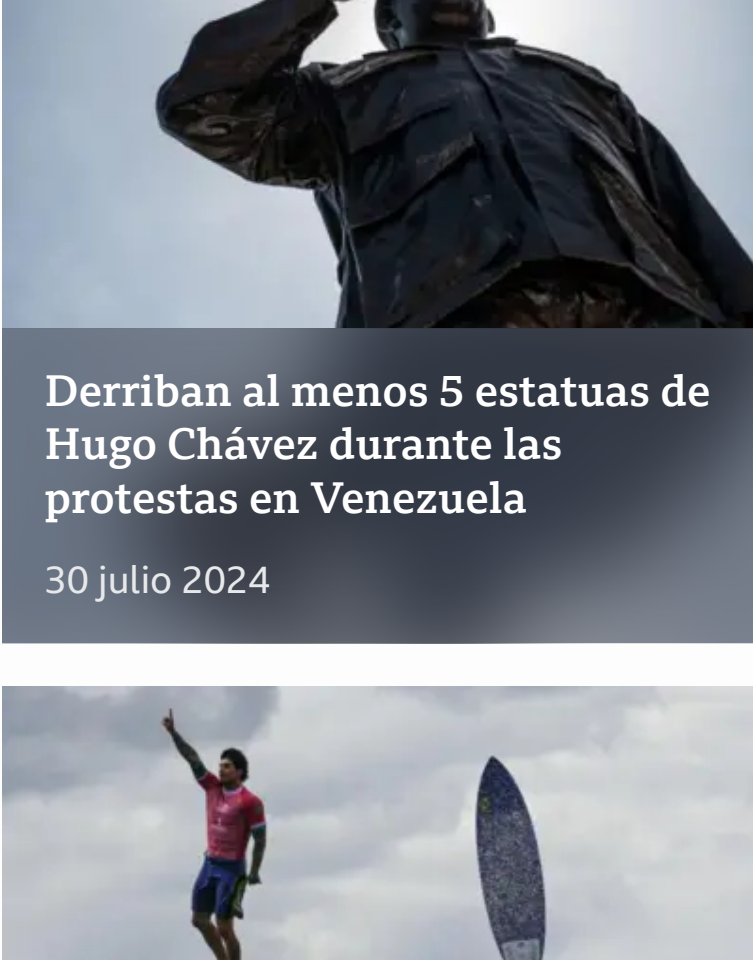 Derriban al menos 5 estatuas de
Hugo Chávez durante las
protestas en Venezuela
30 julio 2024